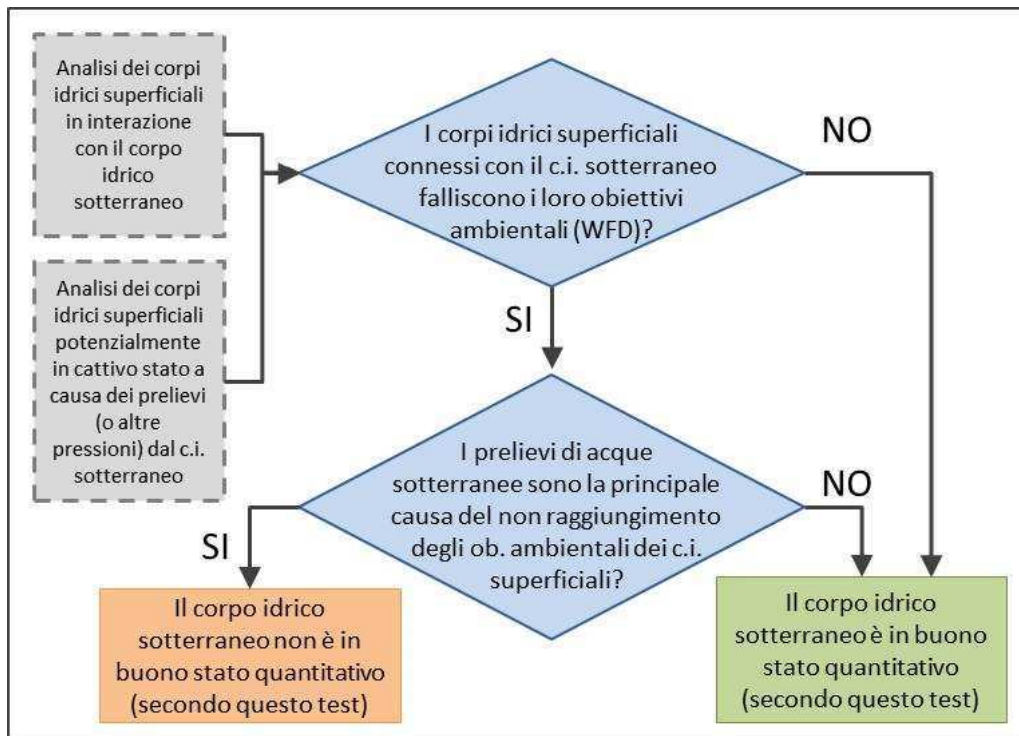 Analisi dei corpi
idrici superficiali
in interazione
con il corpo
idrico
sotterraneo
I corpi idrici superficiali
connessi con il c.i. sotterraneo
falliscono i loro obiettivi
ambientali (WFD)?
NO
Analisi dei corpi
idrici superficiali
potenzialmente
in cattivo stato a
causa dei prelievi
(o altre
pressioni) dal c.i.
sotterraneo
SI
I prelievi di acque
sotterranee sono la principale
causa del non raggiungimento
degli ob. ambientali dei c.i.
superficiali?
NO
SI
Il corpo idrico
sotterraneo non è in
buono stato quantitativo
(secondo questo test)
Il corpo idrico
sotterraneo è in buono
stato quantitativo
(secondo questo test)